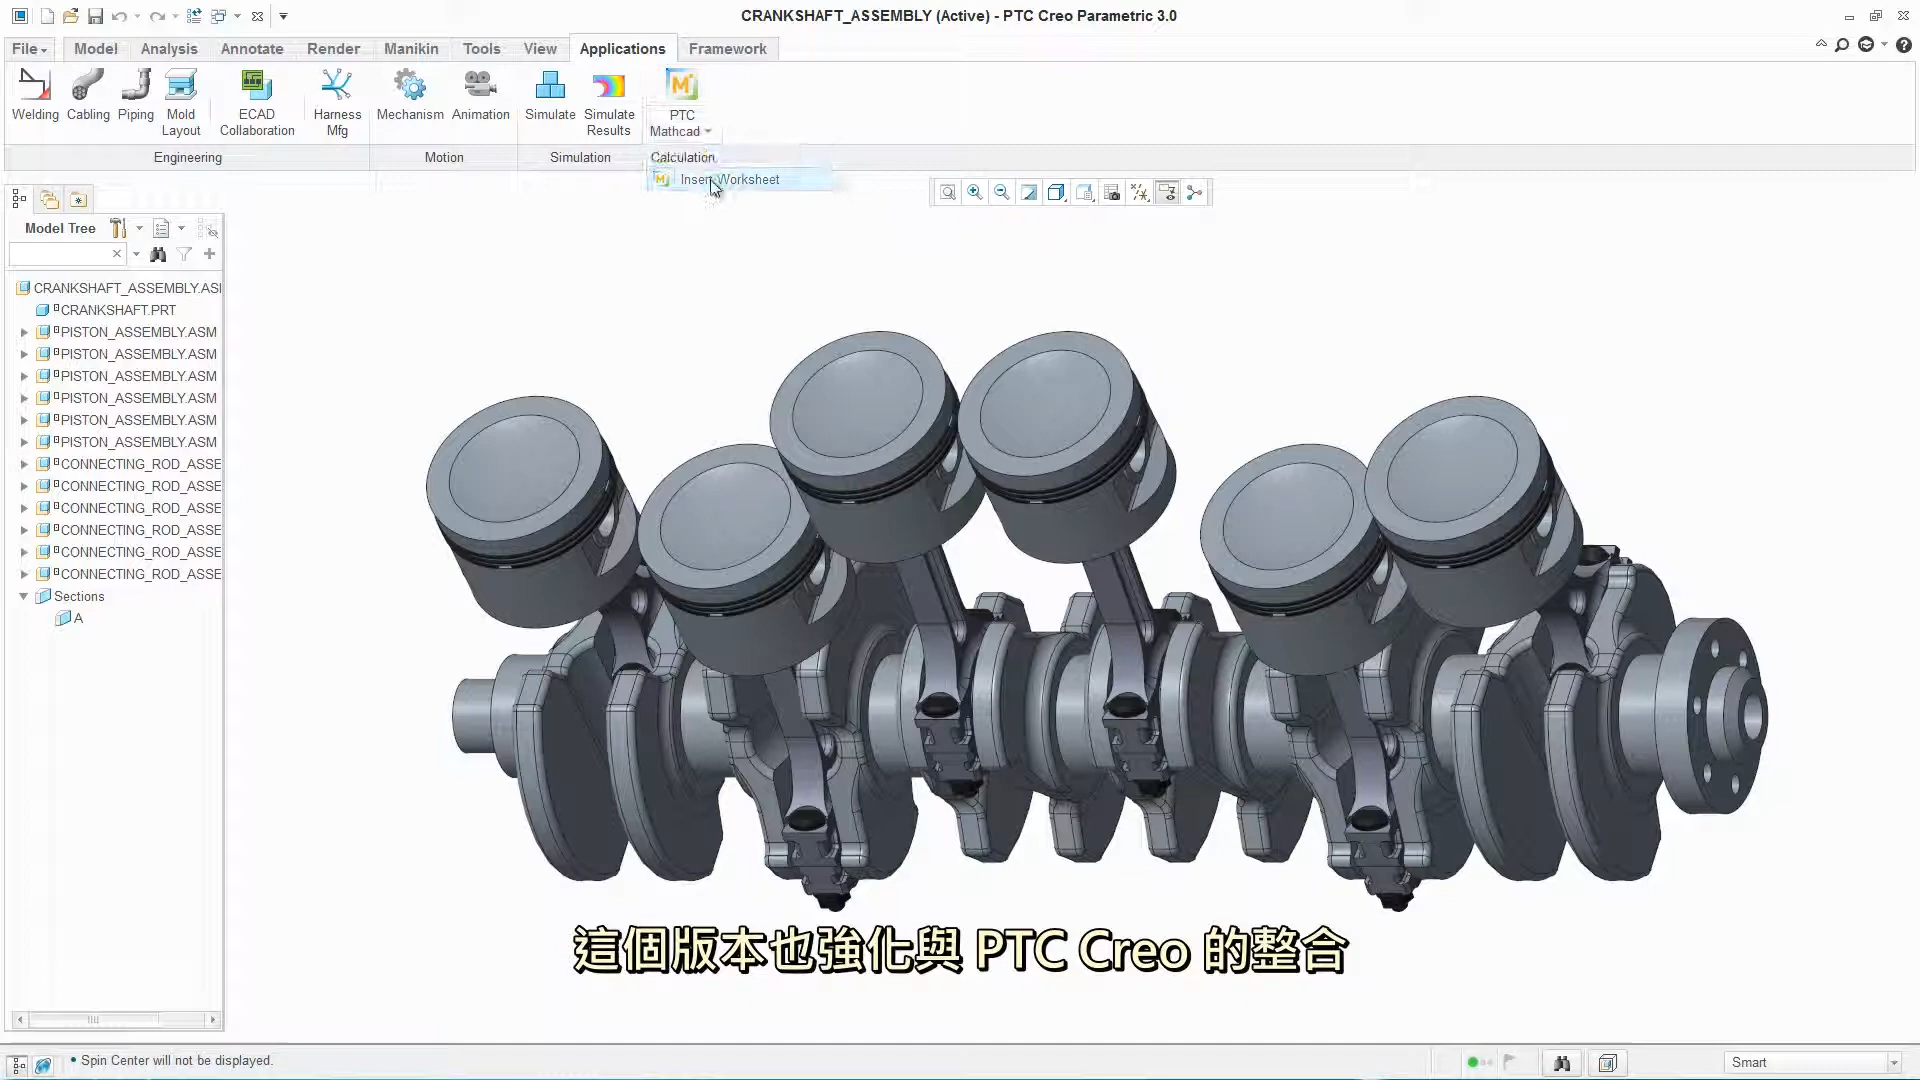 CRANKSHAFT_ASSEMBLY (Active) - PTC Creo Parametric 3.0
File Model Analysis Annotate Render Manikin Tools View Applications Framework
Welding Cabling Piping Mold Layout ECAD Collaboration Harness Mfg Mechanism Animation Simulate Simulate Results PTC Mathcad
Engineering Motion Simulation Calculation
Insert Worksheet
Model Tree
CRANKSHAFT_ASSEMBLY.AS
CRANKSHAFT.PRT
PISTON_ASSEMBLY.ASM
PISTON_ASSEMBLY.ASM
PISTON_ASSEMBLY.ASM
PISTON_ASSEMBLY.ASM
PISTON_ASSEMBLY.ASM
PISTON_ASSEMBLY.ASM
CONNECTING_ROD_ASSE
CONNECTING_ROD_ASSE
CONNECTING_ROD_ASSE
CONNECTING_ROD_ASSE
CONNECTING_ROD_ASSE
CONNECTING_ROD_ASSE
Sections
A
這個版本也強化與 PTC Creo 的整合
• Spin Center will not be displayed.
Smart